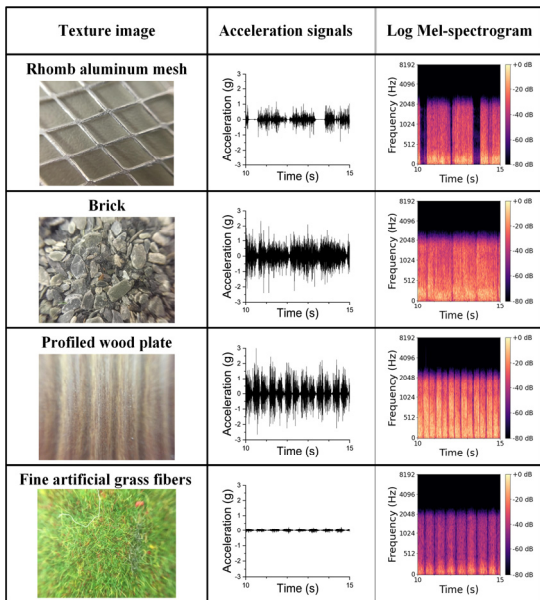 Texture image
Acceleration signals
Log Mel-spectrogram
Rhomb aluminum mesh
Acceleration (g)
3
2
1
0
-1
-2
-3
10
15
Time (s)
Frequency (Hz)
8192
4096
2048
1024
512
0
10
15
Time (s)
+0 dB
-20 dB
-40 dB
-60 dB
-80 dB
Brick
Acceleration (g)
3
2
1
0
-1
-2
-3
10
15
Time (s)
Frequency (Hz)
8192
4096
2048
1024
512
0
10
15
Time (s)
+0 dB
-20 dB
-40 dB
-60 dB
-80 dB
Profiled wood plate
Acceleration (g)
3
2
1
0
-1
-2
-3
10
15
Time (s)
Frequency (Hz)
8192
4096
2048
1024
512
0
10
15
Time (s)
+0 dB
-20 dB
-40 dB
-60 dB
-80 dB
Fine artificial grass fibers
Acceleration (g)
3
2
1
0
-1
-2
-3
10
15
Time (s)
Frequency (Hz)
8192
4096
2048
1024
512
0
10
15
Time (s)
+0 dB
-20 dB
-40 dB
-60 dB
-80 dB